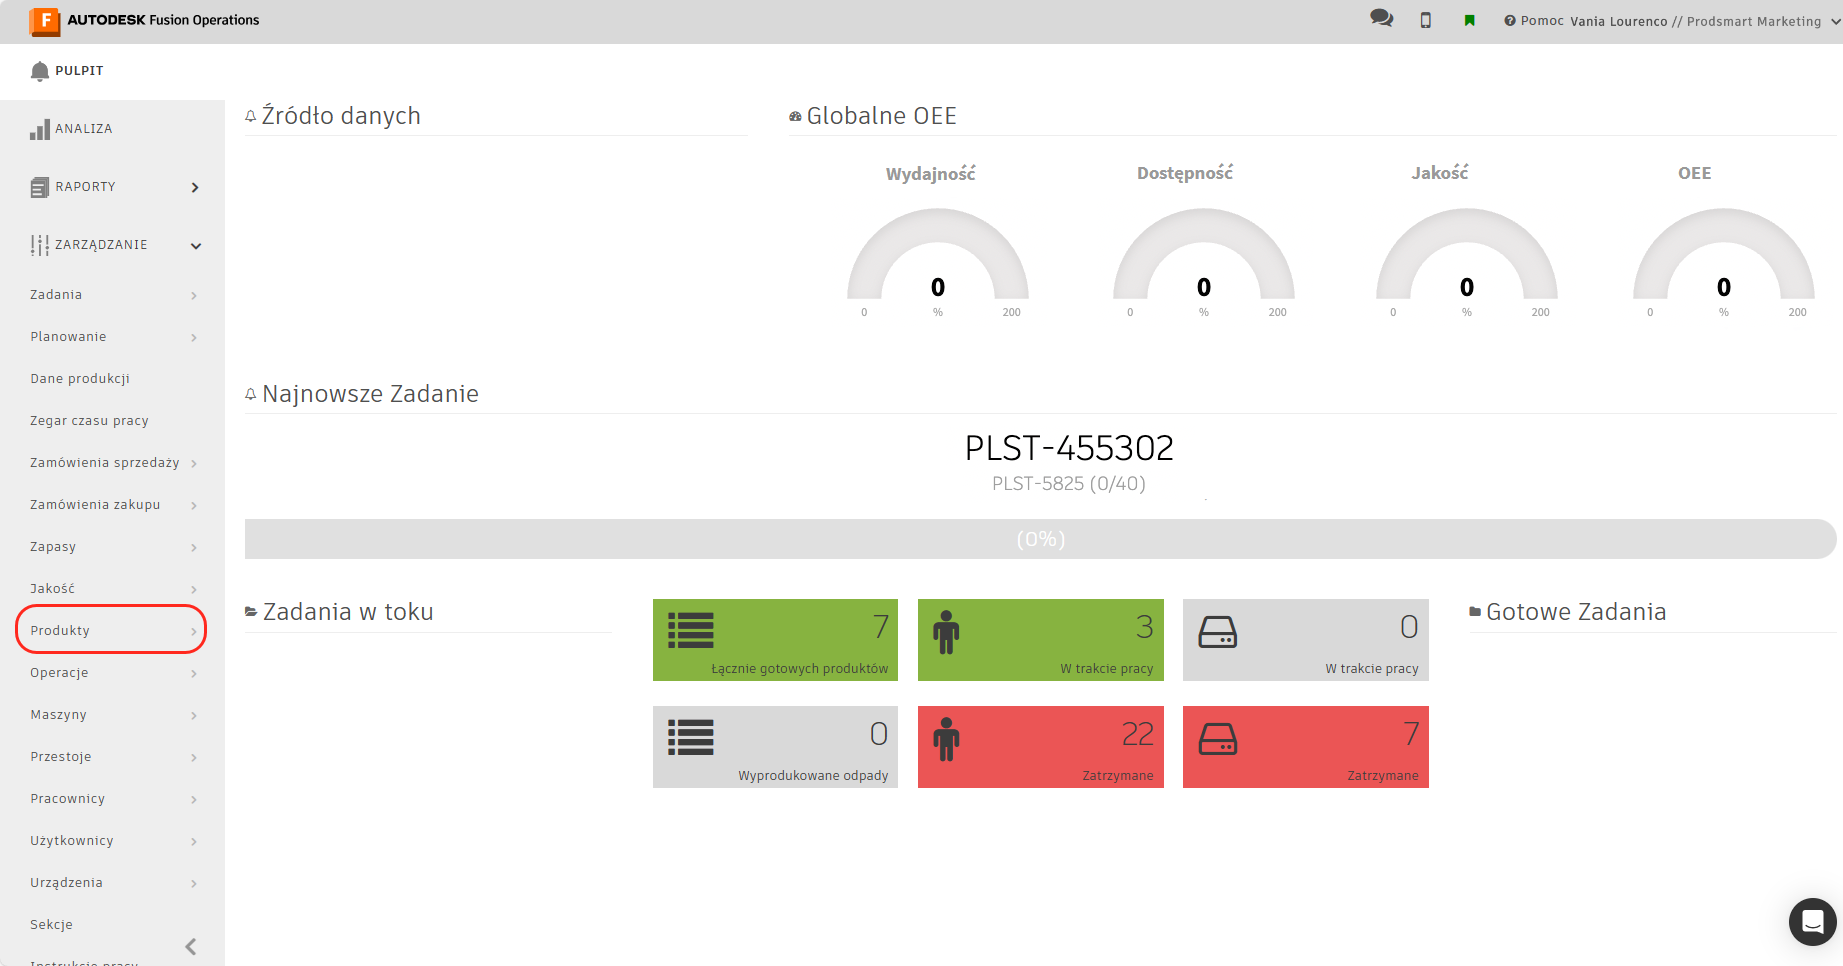 F AUTODESK Fusion Operations
Pomoc Vania Lourenco // Prodsmart Marketing
PULPIT
ANALIZA
RAPORTY
ZARZĄDZANIE
Zadania
Planowanie
Dane produkcji
Zegar czasu pracy
Zamówienia sprzedaży
Zamówienia zakupu
Zapasy
Jakość
Produkty
Operacje
Maszyny
Przestoje
Pracownicy
Użytkownicy
Urządzenia
Sekcje
Instrukcje pracy
Źródło danych
Globalne OEE
Wydajność
0
0 % 200
Dostępność
0
0 % 200
Jakość
0
0 % 200
OEE
0
0 % 200
Najnowsze Zadanie
PLST-455302
PLST-5825 (0/40)
(0%)
Zadania w toku
7
Łącznie gotowych produktów
3
W trakcie pracy
0
W trakcie pracy
0
Wyprodukowane odpady
22
Zatrzymane
7
Zatrzymane
Gotowe Zadania